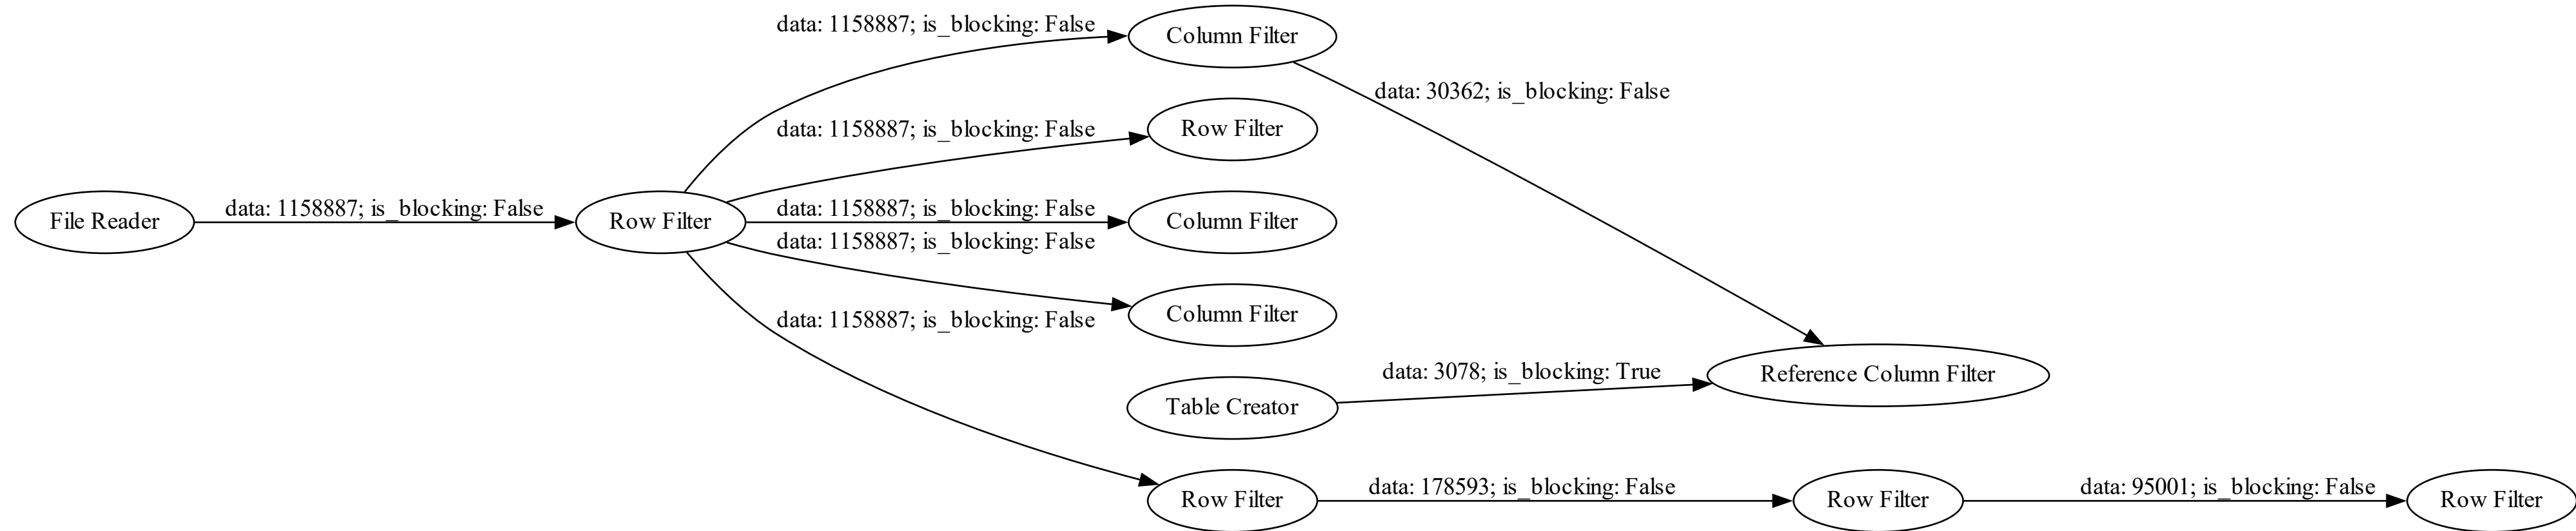 data: 1158887; is_blocking: False
Column Filter
data: 30362; is_blocking: False
data: 1158887; is_blocking: False
Row Filter
File Reader
data: 1158887; is_blocking: False
Row Filter
data: 1158887; is_blocking: False
Column Filter
data: 1158887; is_blocking: False
Column Filter
data: 1158887; is_blocking: False
data: 3078; is_blocking: True
Reference Column Filter
Table Creator
Row Filter
data: 178593; is_blocking: False
Row Filter
data: 95001; is_blocking: False
Row Filter